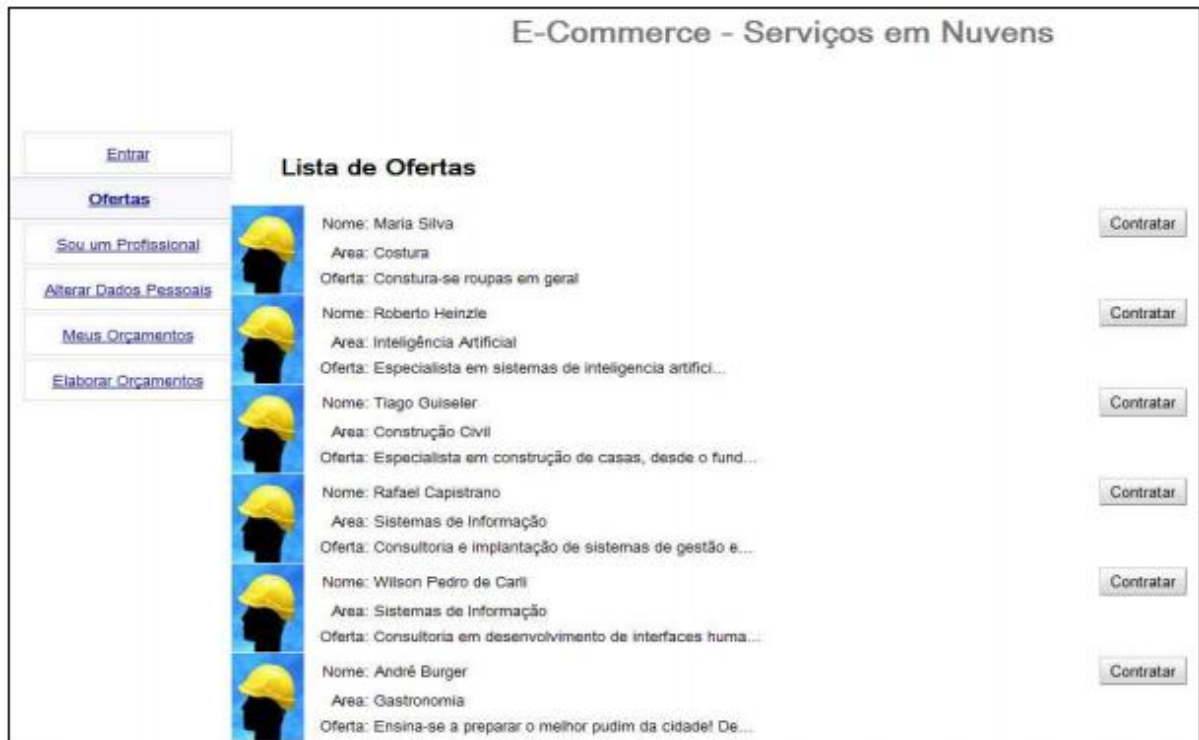 E-Commerce - Serviços em Nuvens
Entrar
Ofertas
Sou um Profissional
Alterar Dados Pessoais
Meus Orçamentos
Elaborar Orçamentos
Lista de Ofertas
Nome: Maria Silva
Contratar
Area: Costura
Oferta: Constura-se roupas em geral
Nome: Roberto Heinzle
Contratar
Area: Inteligência Artificial
Oferta: Especialista em sistemas de inteligencia artifici...
Nome: Tiago Guiseler
Contratar
Area: Construção Civil
Oferta: Especialista em construção de casas, desde o fund...
Nome: Rafael Capistrano
Contratar
Area: Sistemas de Informação
Oferta: Consultoria e implantação de sistemas de gestão e...
Nome: Wilson Pedro de Carli
Contratar
Area: Sistemas de Informação
Oferta: Consultoria em desenvolvimento de interfaces huma...
Nome: André Burger
Contratar
Area: Gastronomia
Oferta: Ensina-se a preparar o melhor pudim da cidade! De...